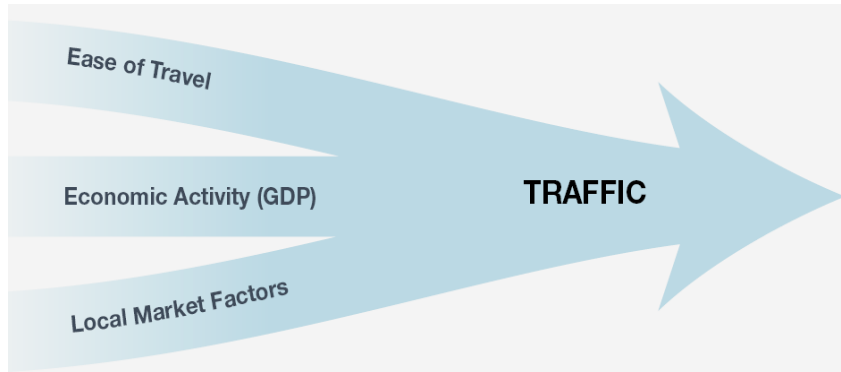 Ease of Travel
Economic Activity (GDP)
TRAFFIC
Local Market Factors